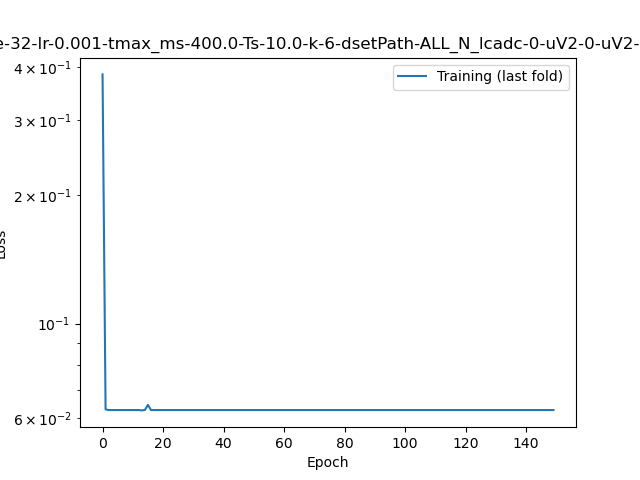 e-32-lr-0.001-tmax_ms-400.0-Ts-10.0-k-6-dsetPath-ALL_N_lcadc-0-uV2-0-uV2-
Training (last fold)
4 × 10⁻¹
3 × 10⁻¹
2 × 10⁻¹
10⁻¹
6 × 10⁻²
Loss
0 20 40 60 80 100 120 140
Epoch